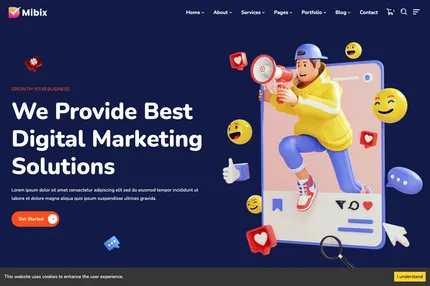 Mibix
Home About Services Pages Portfolio Blog Contact
GROWTH YOUR BUSINESS
We Provide Best
Digital Marketing
Solutions
Lorem ipsum dolor sit amet consectetur adipiscing elit sed do eiusmod tempor incididunt ut
labore et dolore magna aliqua quis ipsum suspendisse ultrices gravida.
Get Started
This website uses cookies to enhance the user experience.
I understand